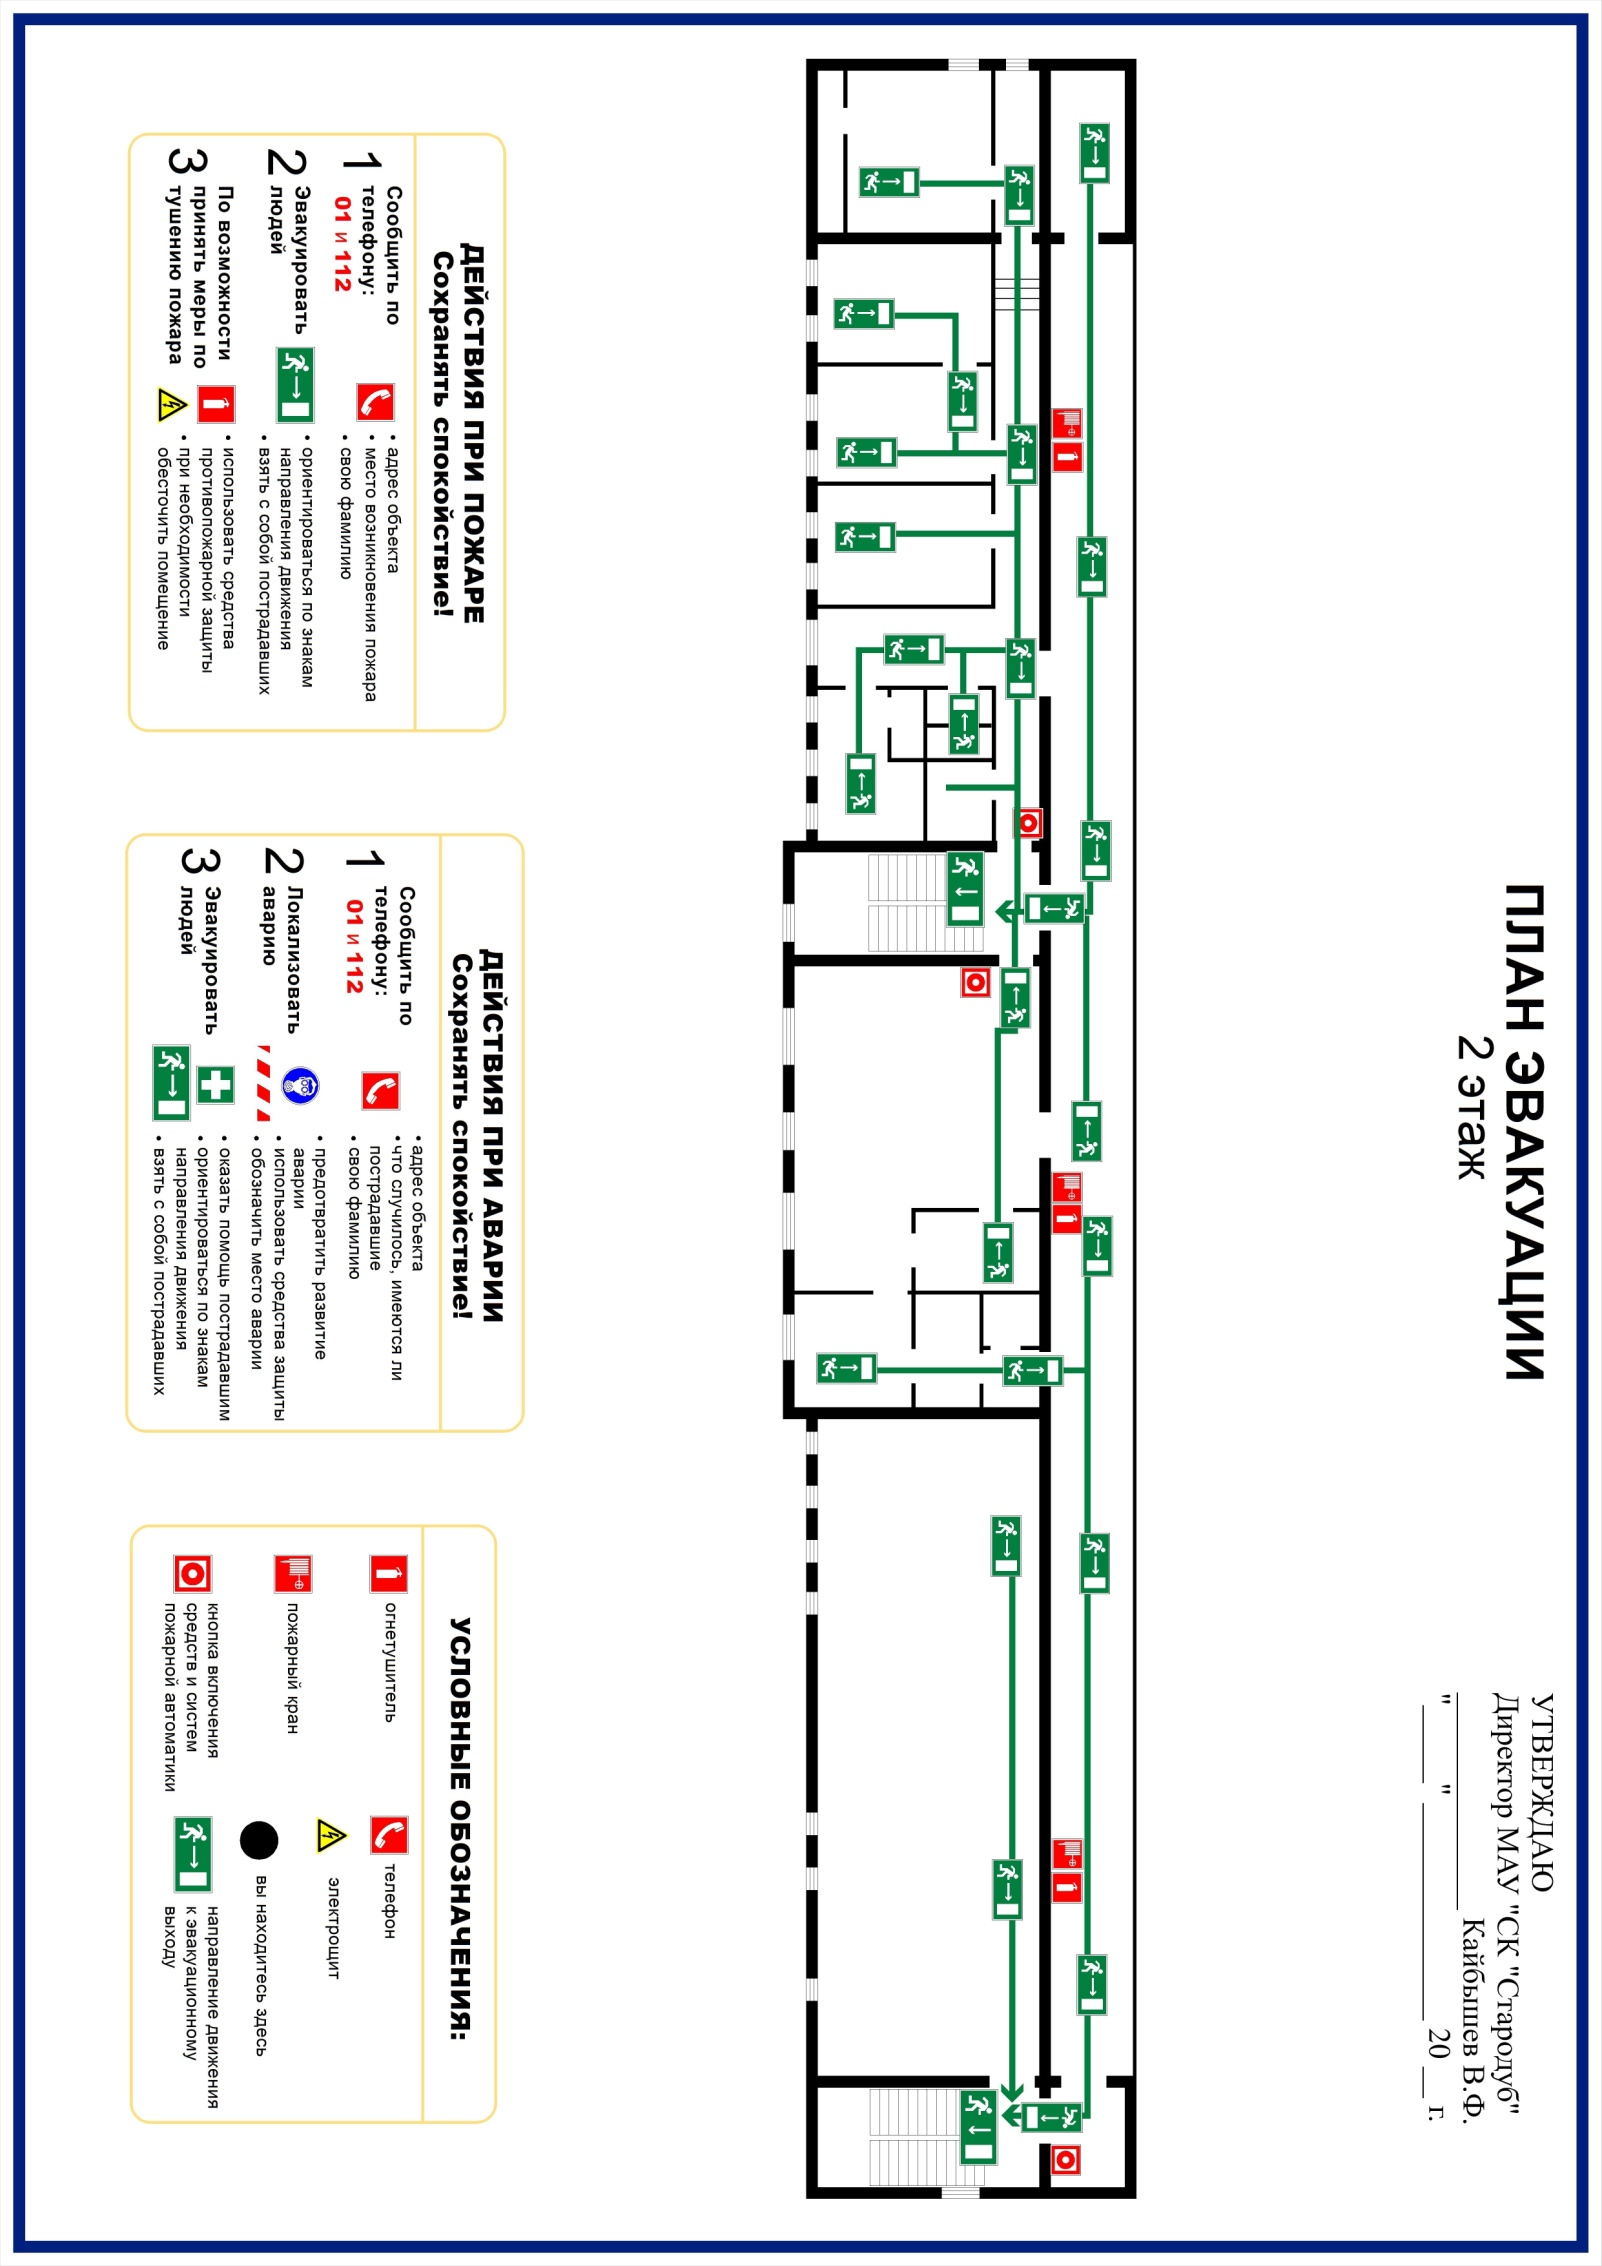 ПЛАН ЭВАКУАЦИИ
2 этаж
УТВЕРЖДАЮ
Директор МАУ "СК "Стародуб"
Кайбышев В.Ф.
" " 20 г.
ДЕЙСТВИЯ ПРИ ПОЖАРЕ
Сохранять спокойствие!
1
Сообщить по
телефону:
01 и 112
• адрес объекта
• место возникновения пожара
• свою фамилию
2
Эвакуировать
людей
• ориентироваться по знакам
направления движения
• взять с собой пострадавших
3
По возможности
принять меры по
тушению пожара
• использовать средства
противопожарной защиты
• при необходимости
обесточить помещение
ДЕЙСТВИЯ ПРИ АВАРИИ
Сохранять спокойствие!
1
Сообщить по
телефону:
01 и 112
• адрес объекта
• что случилось, имеются ли
пострадавшие
• свою фамилию
2
Локализовать
аварию
• предотвратить развитие
аварии
• использовать средства защиты
• обозначить место аварии
3
Эвакуировать
людей
• оказать помощь пострадавшим
• ориентироваться по знакам
направления движения
• взять с собой пострадавших
УСЛОВНЫЕ ОБОЗНАЧЕНИЯ:
огнетушитель
пожарный кран
кнопка включения
средств и систем
пожарной автоматики
телефон
электрощит
вы находитесь здесь
направление движения
к эвакуационному
выходу